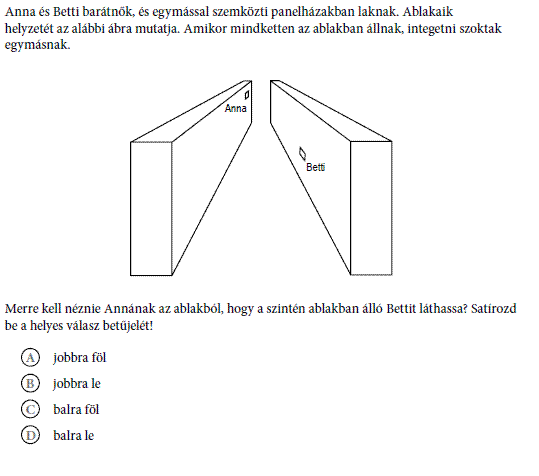 Anna és Betti barátnők, és egymással szemközti panelházakban laknak. Ablakaik
helyzetét az alábbi ábra mutatja. Amikor mindketten az ablakban állnak, integetni szoktak
egymásnak.
Anna
Betti
Merre kell néznie Annának az ablakból, hogy a szintén ablakban álló Bettit láthassa? Satírozd
be a helyes válasz betűjelét!
A jobbra föl
B jobbra le
C balra föl
D balra le